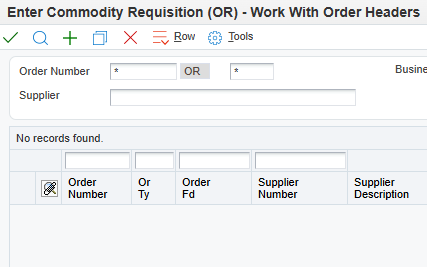 Enter Commodity Requisition (OR) - Work With Order Headers
Row Tools
Order Number * OR * Busine
Supplier
No records found.
Order Number Or Ty Order Fd Supplier Number Supplier Description